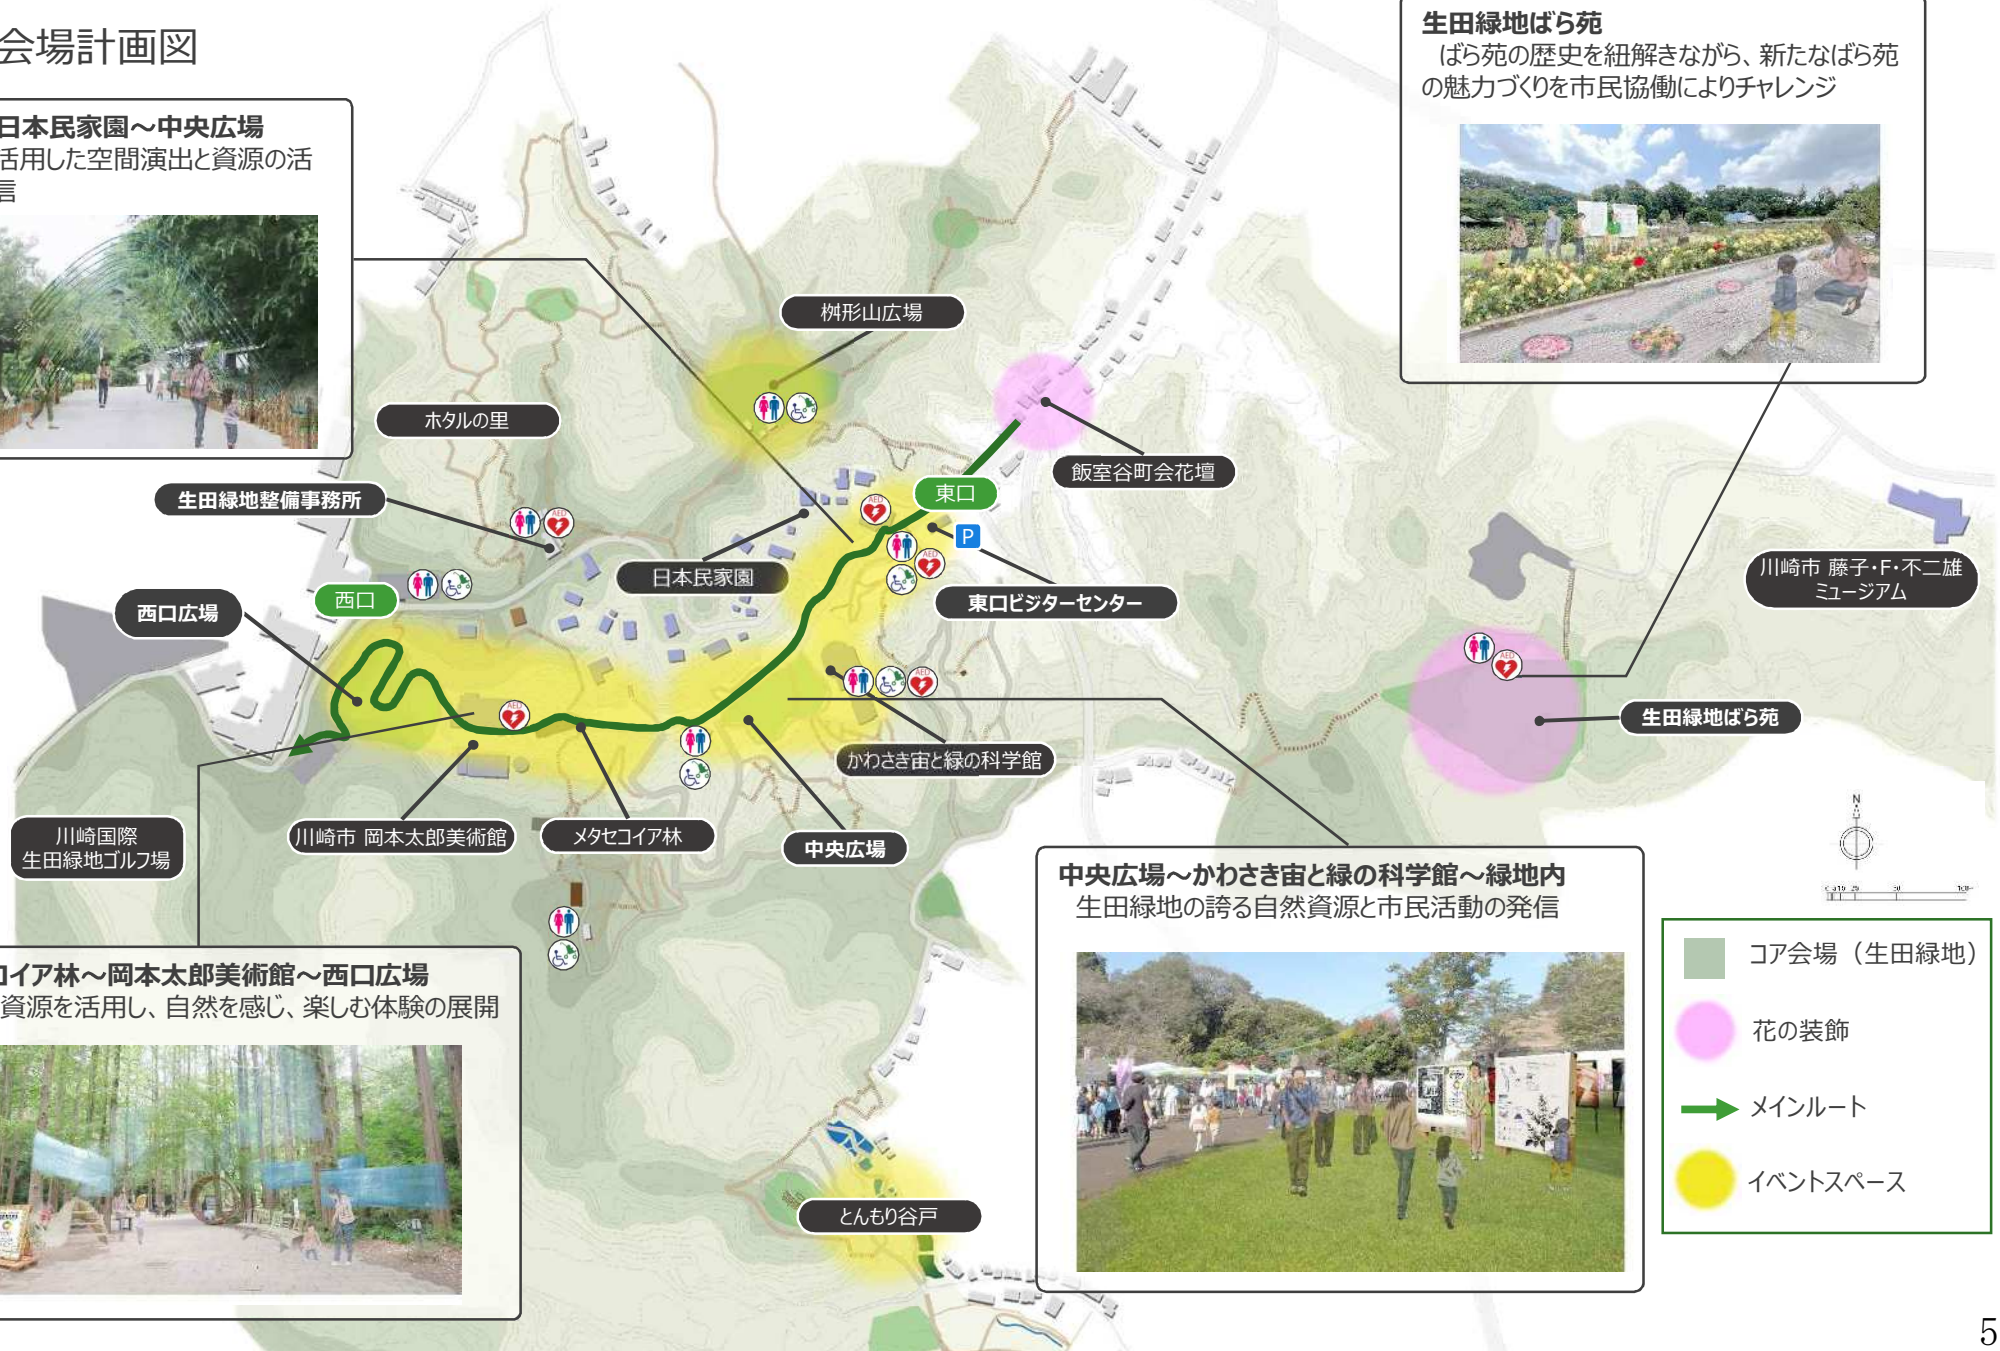 会場計画図
日本民家園～中央広場
活用した空間演出と資源の活
言
生田緑地ばら苑
ばら苑の歴史を紐解きながら、新たなばら苑
の魅力づくりを市民協働によりチャレンジ
桝形山広場
ホタルの里
飯室谷町会花壇
生田緑地整備事務所
東口
P
日本民家園
西口
西口広場
東口ビジターセンター
川崎市 藤子・F・不二雄
ミュージアム
生田緑地ばら苑
かわさき宙と緑の科学館
川崎国際
生田緑地ゴルフ場
川崎市 岡本太郎美術館
メタセコイア林
中央広場
AED
AED
AED
AED
AED
AED
N
中央広場～かわさき宙と緑の科学館～緑地内
生田緑地の誇る自然資源と市民活動の発信
コイア林～岡本太郎美術館～西口広場
資源を活用し、自然を感じ、楽しむ体験の展開
とんもり谷戸
コア会場（生田緑地）
花の装飾
メインルート
イベントスペース
5